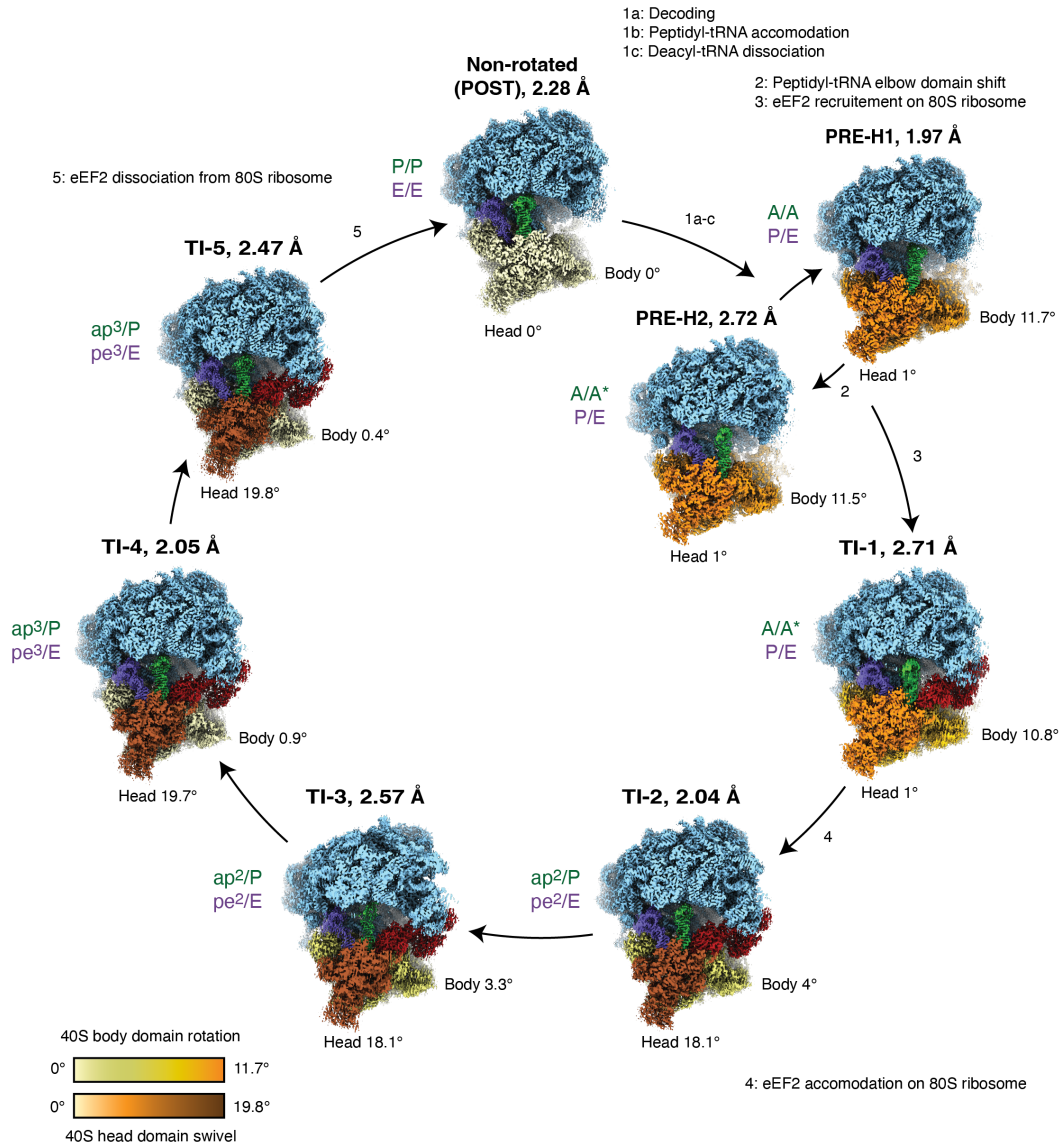 1a: Decoding
1b: Peptidyl-tRNA accomodation
1c: Deacyl-tRNA dissociation
2: Peptidyl-tRNA elbow domain shift
3: eEF2 recruitement on 80S ribosome
Non-rotated
(POST), 2.28 Å
P/P
E/E
Body 0°
Head 0°
1a-c
PRE-H1, 1.97 Å
A/A
P/E
Body 11.7°
Head 1°
PRE-H2, 2.72 Å
A/A*
P/E
Body 11.5°
Head 1°
2
3
TI-1, 2.71 Å
A/A*
P/E
Body 10.8°
Head 1°
4
TI-2, 2.04 Å
ap²/P
pe²/E
Body 4°
Head 18.1°
TI-3, 2.57 Å
ap²/P
pe²/E
Body 3.3°
Head 18.1°
TI-4, 2.05 Å
ap³/P
pe³/E
Body 0.9°
Head 19.7°
TI-5, 2.47 Å
ap³/P
pe³/E
Body 0.4°
Head 19.8°
5
5: eEF2 dissociation from 80S ribosome
4: eEF2 accomodation on 80S ribosome
40S body domain rotation
0° 11.7°
0° 19.8°
40S head domain swivel